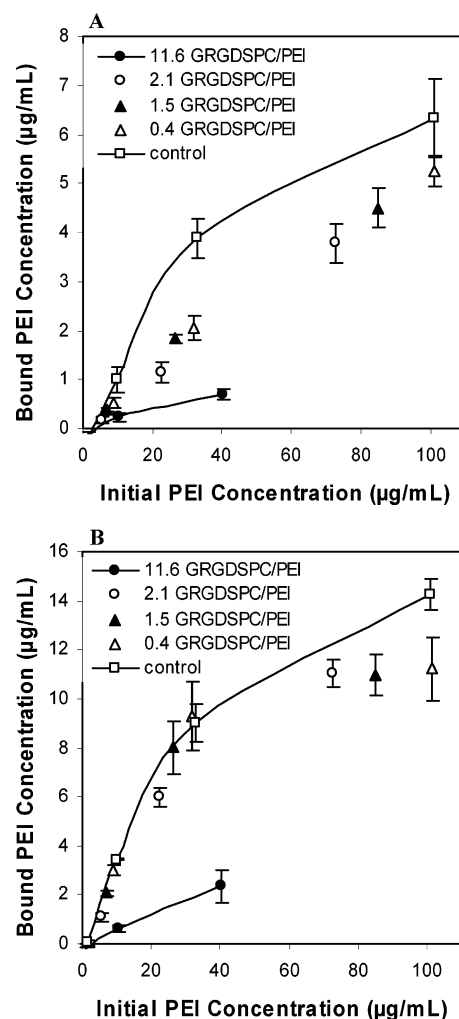 A
Bound PEI Concentration (µg/mL)
8
7
6
5
4
3
2
1
0
11.6 GRGDSPC/PEI
2.1 GRGDSPC/PEI
1.5 GRGDSPC/PEI
0.4 GRGDSPC/PEI
control
0 20 40 60 80 100
Initial PEI Concentration (µg/mL)
B
Bound PEI Concentration (µg/mL)
16
14
12
10
8
6
4
2
0
11.6 GRGDSPC/PEI
2.1 GRGDSPC/PEI
1.5 GRGDSPC/PEI
0.4 GRGDSPC/PEI
control
0 20 40 60 80 100
Initial PEI Concentration (µg/mL)